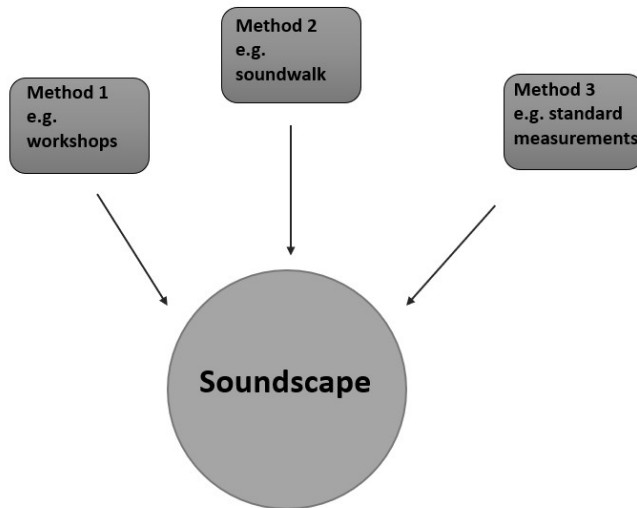 Method 1
e.g.
workshops
Method 2
e.g.
soundwalk
Method 3
e.g. standard
measurements
Soundscape